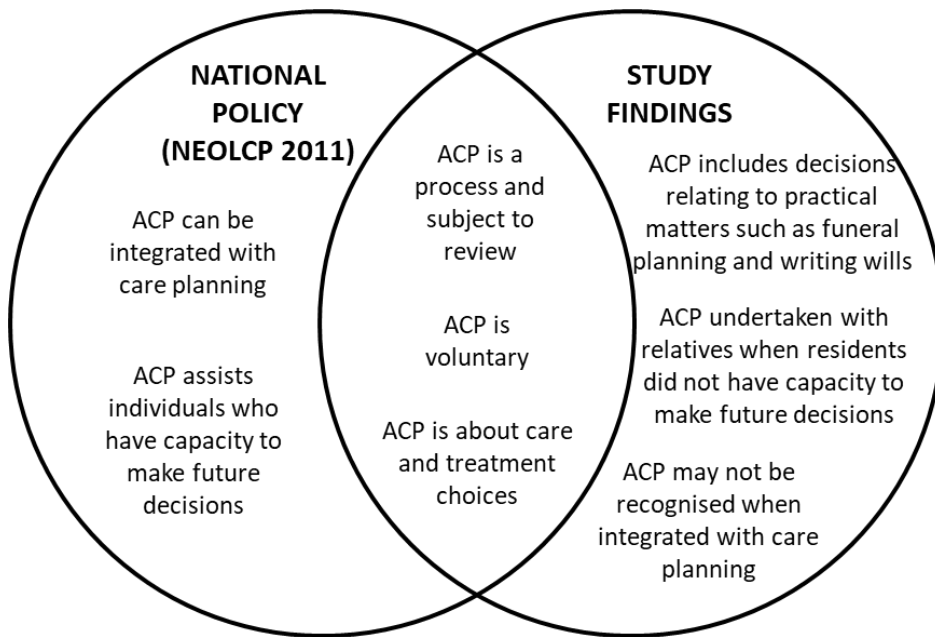 NATIONAL
POLICY
(NEOLCP 2011)
ACP can be
integrated with
care planning
ACP assists
individuals who
have capacity to
make future
decisions
ACP is a
process and
subject to
review
ACP is
voluntary
ACP is about care
and treatment
choices
STUDY
FINDINGS
ACP includes decisions
relating to practical
matters such as funeral
planning and writing wills
ACP undertaken with
relatives when residents
did not have capacity to
make future decisions
ACP may not be
recognised when
integrated with care
planning